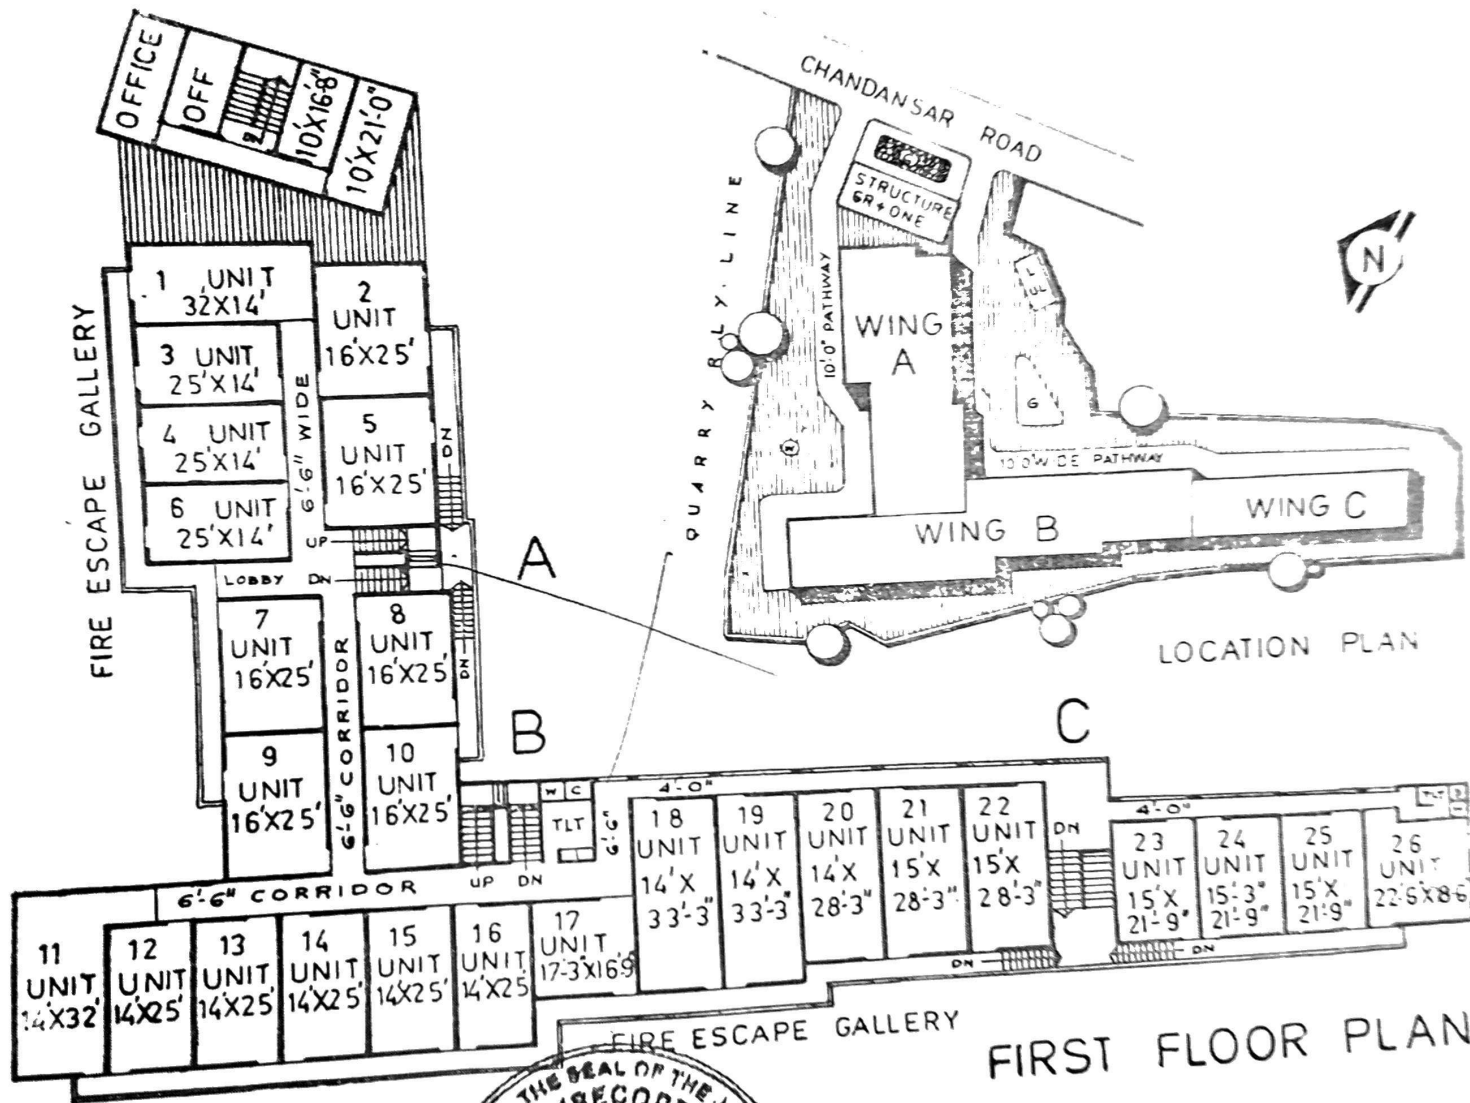 OFFICE
OFF
10'X16'8"
10'X21'-0"
1 UNIT
32'X14'
2
UNIT
16'X25'
3 UNIT
25'X14'
4 UNIT
25'X14'
5
UNIT
16'X25'
6 UNIT
25'X14'
FIRE ESCAPE GALLERY
6'-6" WIDE
DN
UP
LOBBY DN
7
UNIT
16'X25'
8
UNIT
16'X25'
DN
9
UNIT
16'X25'
10
UNIT
16'X25'
6'-6" CORRIDOR
A
B
C
CHANDANSAR ROAD
STRUCTURE
GR + ONE
QUARRY RLY. LINE
10'-0" PATHWAY
WING
A
G
10'0" WIDE PATHWAY
WING B
WING C
N
LOCATION PLAN
W C
TLT
6'-6"
UP DN
6'-6" CORRIDOR
4'-0"
11
UNIT
14'X32'
12
UNIT
14'X25'
13
UNIT
14'X25'
14
UNIT
14'X25'
15
UNIT
14'X25'
16
UNIT
14'X25'
17
UNIT
17'-3"X16'9"
18
UNIT
14'X
33'-3"
19
UNIT
14'X
33'-3"
20
UNIT
14'X
28'-3"
21
UNIT
15'X
28'-3"
22
UNIT
15'X
28'-3"
DN
DN
4'-0"
TLT
23
UNIT
15'X
21'-9"
24
UNIT
15'-3"
21'-9"
25
UNIT
15'X
21'-9"
26
UNIT
DN
FIRE ESCAPE GALLERY
FIRST FLOOR PLAN
THE SEAL OF THE